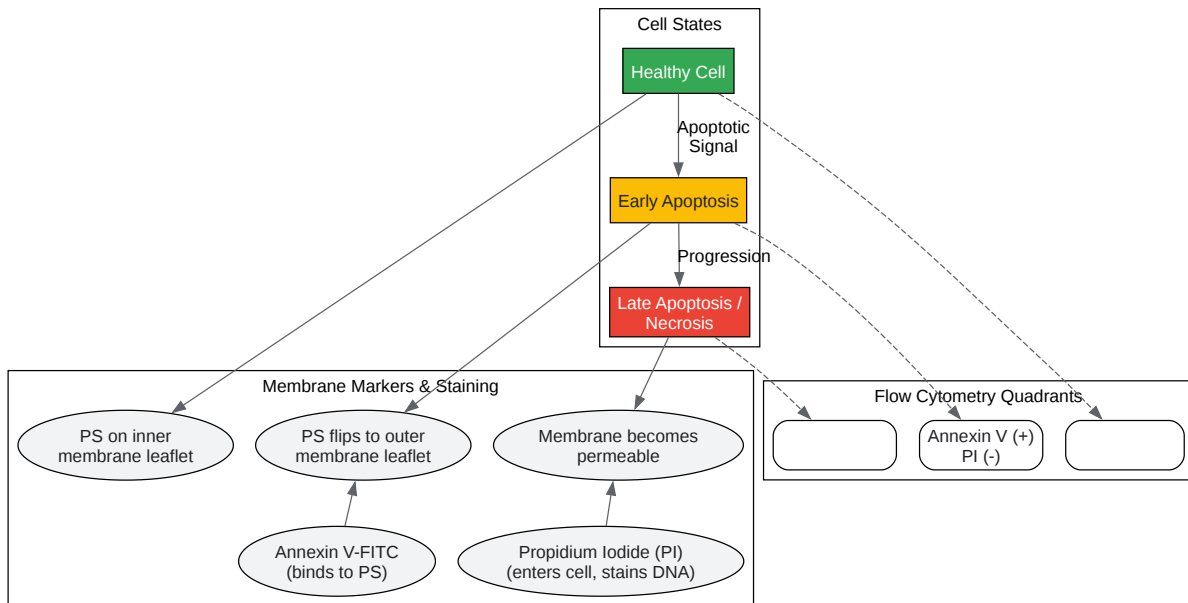 Cell States
Healthy Cell
Apoptotic
Signal
Early Apoptosis
Progression
Late Apoptosis /
Necrosis
Membrane Markers & Staining
PS on inner
membrane leaflet
PS flips to outer
membrane leaflet
Membrane becomes
permeable
Annexin V-FITC
(binds to PS)
Propidium Iodide (PI)
(enters cell, stains DNA)
Flow Cytometry Quadrants
Annexin V (+)
PI (-)